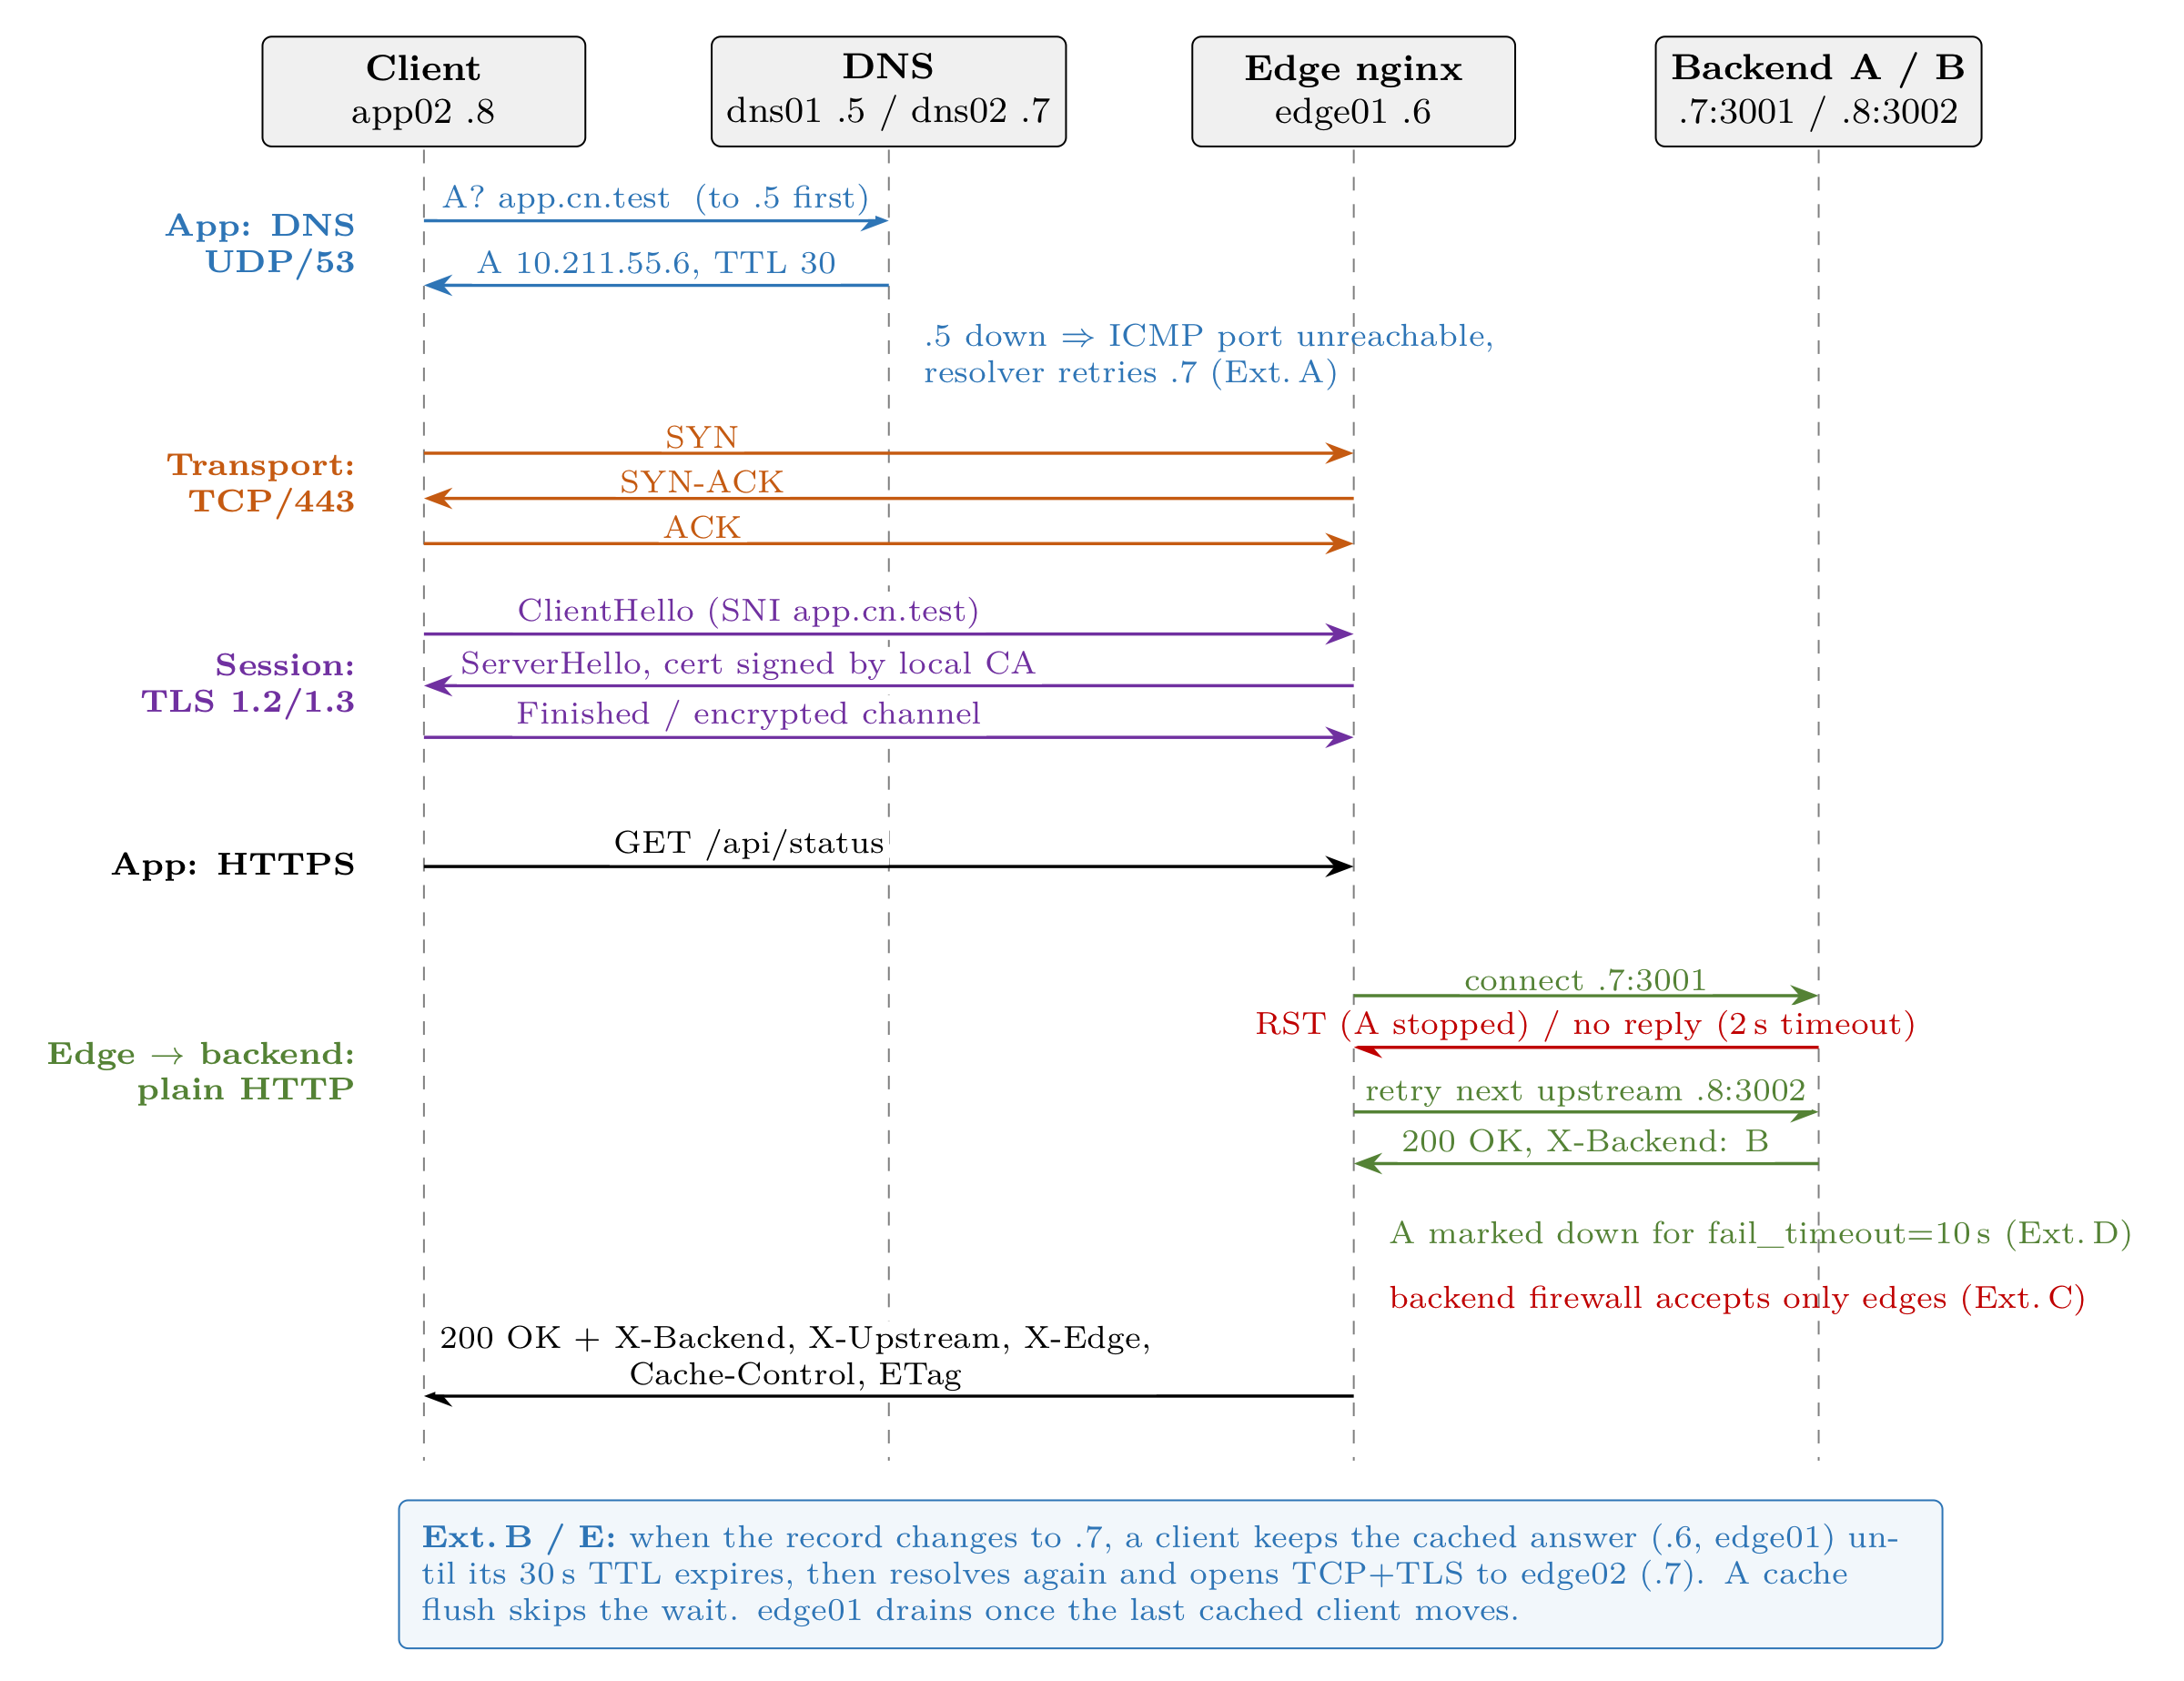 Client
app02 .8
DNS
dns01 .5 / dns02 .7
Edge nginx
edge01 .6
Backend A / B
.7:3001 / .8:3002
App: DNS
UDP/53
A? app.cn.test (to .5 first)
A 10.211.55.6, TTL 30
.5 down ⇒ ICMP port unreachable,
resolver retries .7 (Ext. A)
Transport:
TCP/443
SYN
SYN-ACK
ACK
Session:
TLS 1.2/1.3
ClientHello (SNI app.cn.test)
ServerHello, cert signed by local CA
Finished / encrypted channel
App: HTTPS
GET /api/status
Edge → backend:
plain HTTP
connect .7:3001
RST (A stopped) / no reply (2 s timeout)
retry next upstream .8:3002
200 OK, X-Backend: B
A marked down for fail_timeout=10 s (Ext. D)
backend firewall accepts only edges (Ext. C)
200 OK + X-Backend, X-Upstream, X-Edge,
Cache-Control, ETag
Ext. B / E: when the record changes to .7, a client keeps the cached answer (.6, edge01) un-
til its 30 s TTL expires, then resolves again and opens TCP+TLS to edge02 (.7). A cache
flush skips the wait. edge01 drains once the last cached client moves.